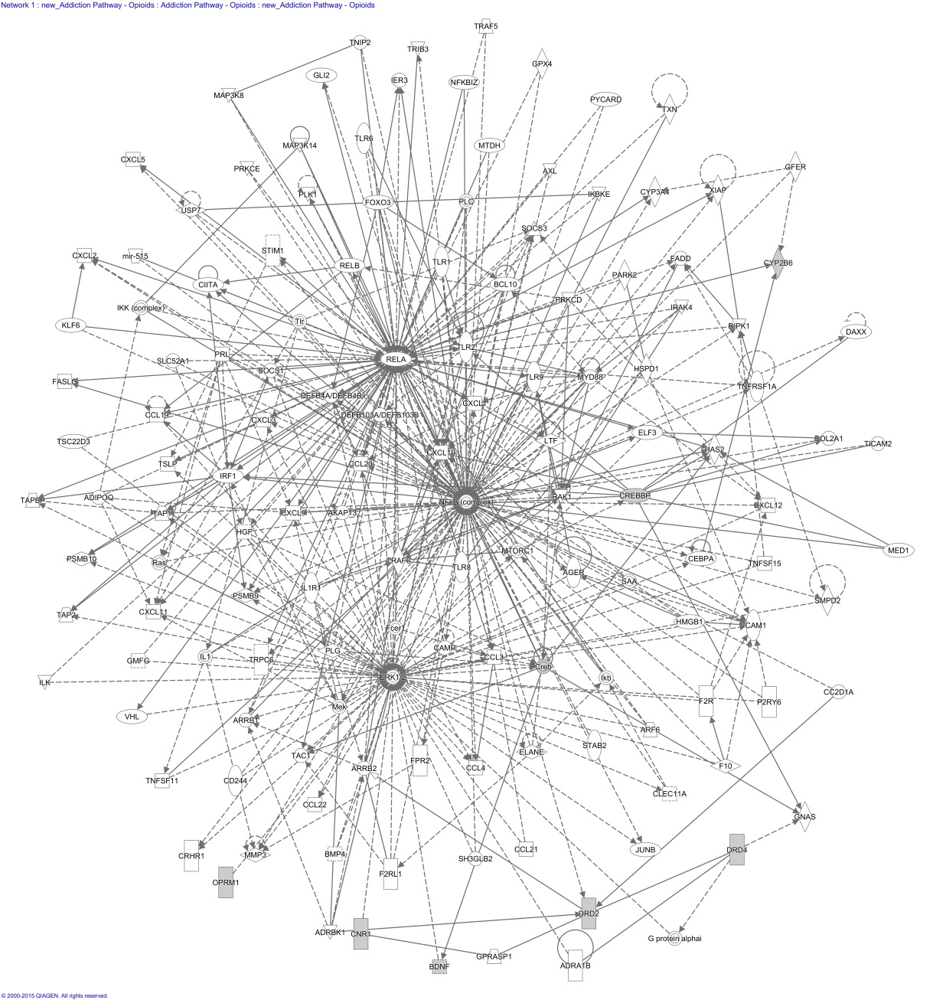 Network 1 : new_Addiction Pathway - Opioids : Addiction Pathway - Opioids : new_Addiction Pathway - Opioids
TRAF5
TNIP2
TRIB3
GPX4
GLI2
IER3
NFKBIZ
MAP3K8
PYCARD
TXN
TLR6
MAP3K14
MTDH
CXCL5
PRKCE
AXL
GFER
PLK1
IKBKE
CYP3A4
XIAP
USP7
FOXO3
PLC
SOCS3
STIM1
CXCL2
mir-515
RELB
TLR1
FADD
CYP2B6
CIITA
BCL10
PARK2
PRKCD
IKK (complex)
IRAK4
KLF6
Tlr
RIPK1
DAXX
TLR2
PRL
SLC52A1
RELA
SOCS1
HSPD1
FASLG
TLR9
MYD88
TNFRSF1A
DEFB4A/DEFB4B
CCL19
CXCL3
DEFB103A/DEFB103B
ELF3
TSC22D3
LTF
COL2A1
TICAM2
HAS2
TSLP
CCL20
IRF1
TAPBP
ADIPOQ
NFkB (complex)
IRAK1
CREBBP
CXCL12
TAP1
CXCL9
AKAP13
HGF
PSMB10
Ras
TRAF6
MTORC1
MED1
TLR8
AGER
CEBPA
TNFSF15
SAA
IL1R1
PSMB9
SMPD2
TAP2
CXCL11
HMGB1
VCAM1
Fcer1
GMFG
IL1
TRPC6
PLG
CAMP
CCL3
Creb
ILK
ERK1/2
Ikb
CC2D1A
VHL
ARRB1
Mek
F2R
P2RY6
ARF6
TAC1
ELANE
STAB2
FPR2
ARRB2
CCL4
F10
TNFSF11
CD244
CLEC11A
CCL22
GNAS
CRHR1
MMP3
BMP4
CCL21
JUNB
DRD4
SH3GLB2
F2RL1
OPRM1
DRD2
ADRBK1
CNR1
G protein alphai
GPRASP1
BDNF
ADRA1B
© 2000-2015 QIAGEN. All rights reserved.